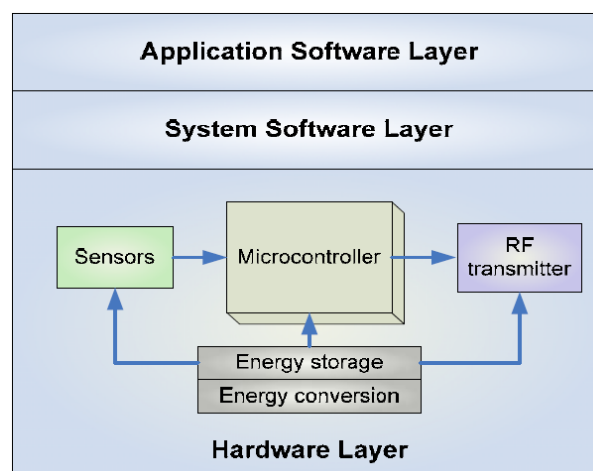 Application Software Layer
System Software Layer
Sensors
Microcontroller
RF
transmitter
Energy storage
Energy conversion
Hardware Layer